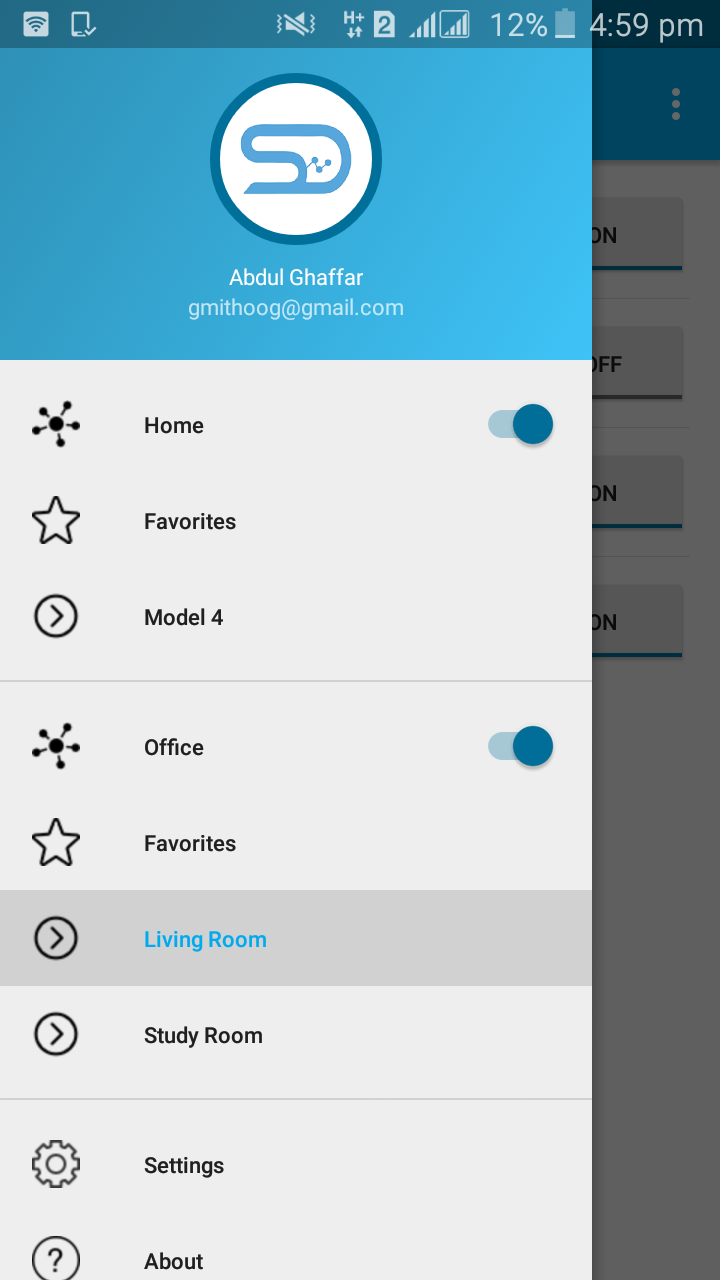 H+ 2 12% 4:59 pm
Abdul Ghaffar
gmithoog@gmail.com
ON
Home
OFF
Favorites
ON
Model 4
ON
Office
Favorites
Living Room
Study Room
Settings
? About